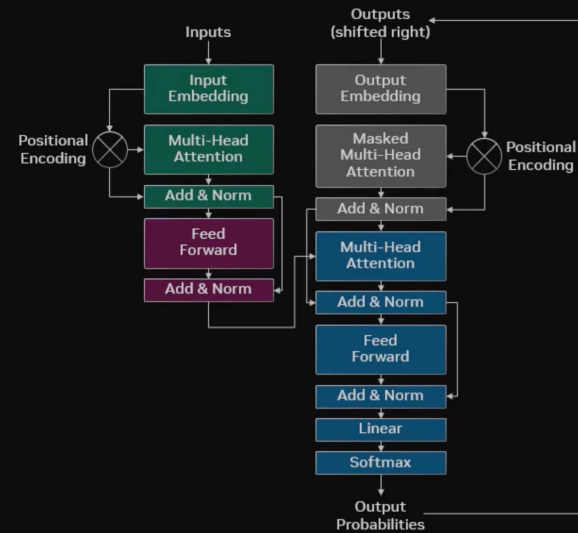 Inputs
Input
Embedding
Positional
Encoding
Multi-Head
Attention
Add & Norm
Feed
Forward
Add & Norm
Outputs
(shifted right)
Output
Embedding
Masked
Multi-Head
Attention
Positional
Encoding
Add & Norm
Multi-Head
Attention
Add & Norm
Feed
Forward
Add & Norm
Linear
Softmax
Output
Probabilities